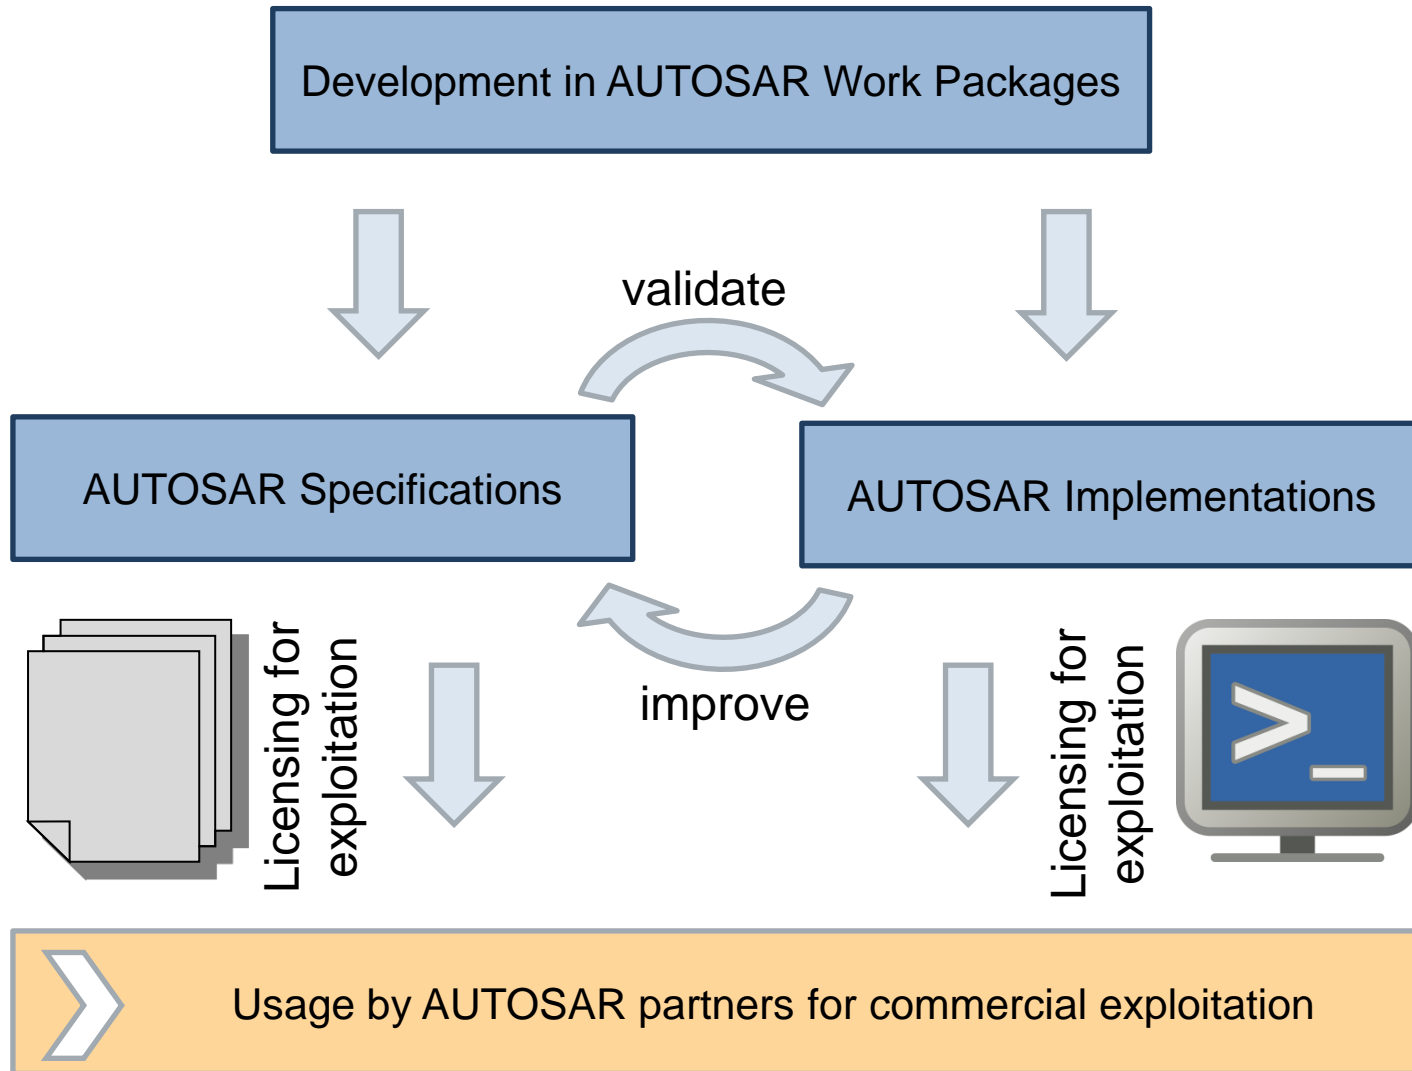 Development in AUTOSAR Work Packages
validate
AUTOSAR Specifications
AUTOSAR Implementations
Licensing for
exploitation
improve
Licensing for
exploitation
>_
Usage by AUTOSAR partners for commercial exploitation